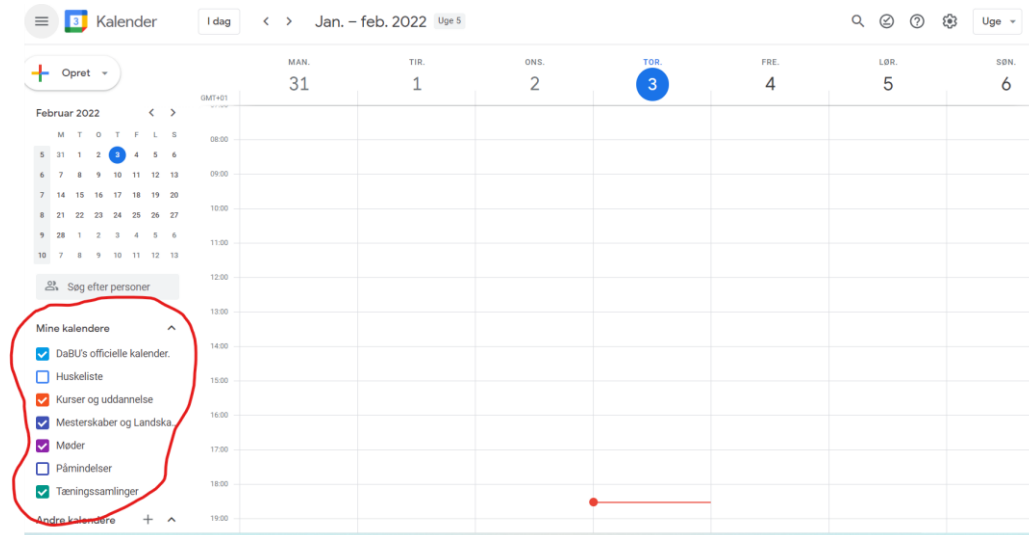 3 Kalender I dag < > Jan. – feb. 2022 Uge 5 Uge
Opret
MAN. TIR. ONS. TOR. FRE. LØR. SØN.
31 1 2 3 4 5 6
GMT+01
Februar 2022 < >
M T O T F L S
5 31 1 2 3 4 5 6
6 7 8 9 10 11 12 13
7 14 15 16 17 18 19 20
8 21 22 23 24 25 26 27
9 28 1 2 3 4 5 6
10 7 8 9 10 11 12 13
Søg efter personer
Mine kalendere
DaBU's officielle kalender.
Huskeliste
Kurser og uddannelse
Mesterskaber og Landska...
Møder
Påmindelser
Tæningssamlinger
Andre kalendere +
08:00
09:00
10:00
11:00
12:00
13:00
14:00
15:00
16:00
17:00
18:00
19:00